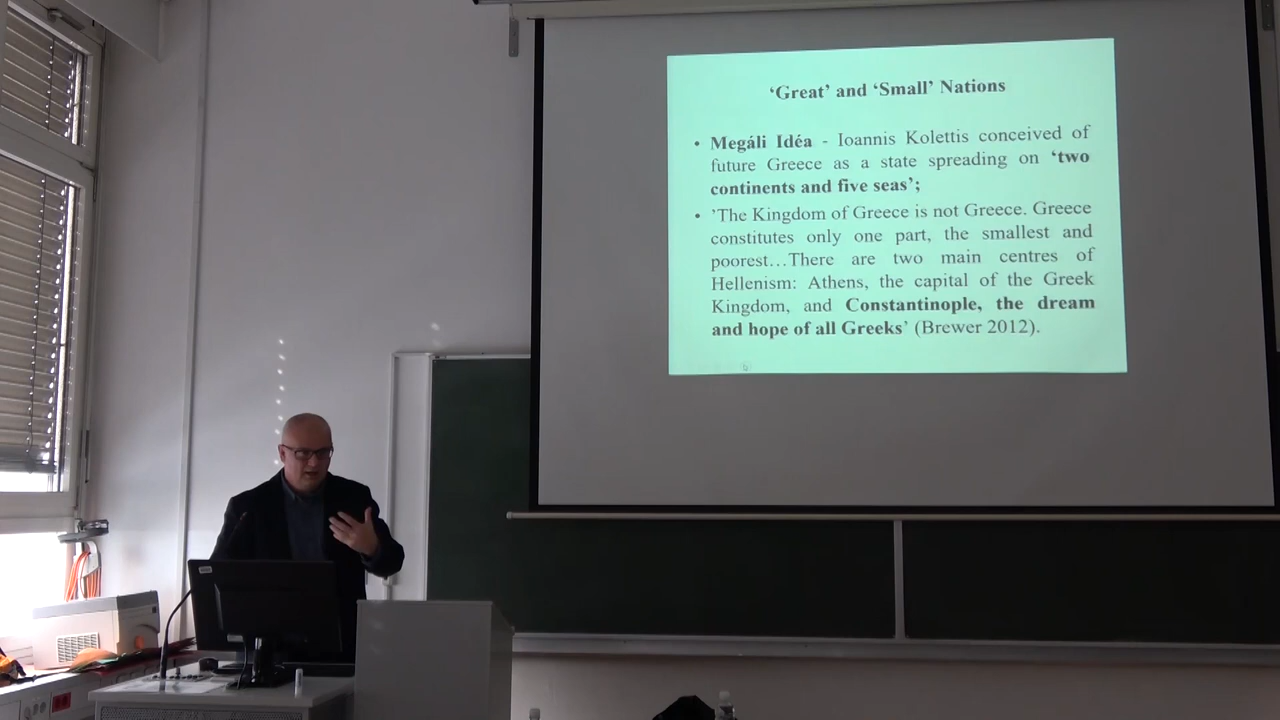 ‘Great’ and ‘Small’ Nations
• Megáli Idéa - Ioannis Kolettis conceived of
future Greece as a state spreading on ‘two
continents and five seas’;
• ’The Kingdom of Greece is not Greece. Greece
constitutes only one part, the smallest and
poorest…There are two main centres of
Hellenism: Athens, the capital of the Greek
Kingdom, and Constantinople, the dream
and hope of all Greeks’ (Brewer 2012).